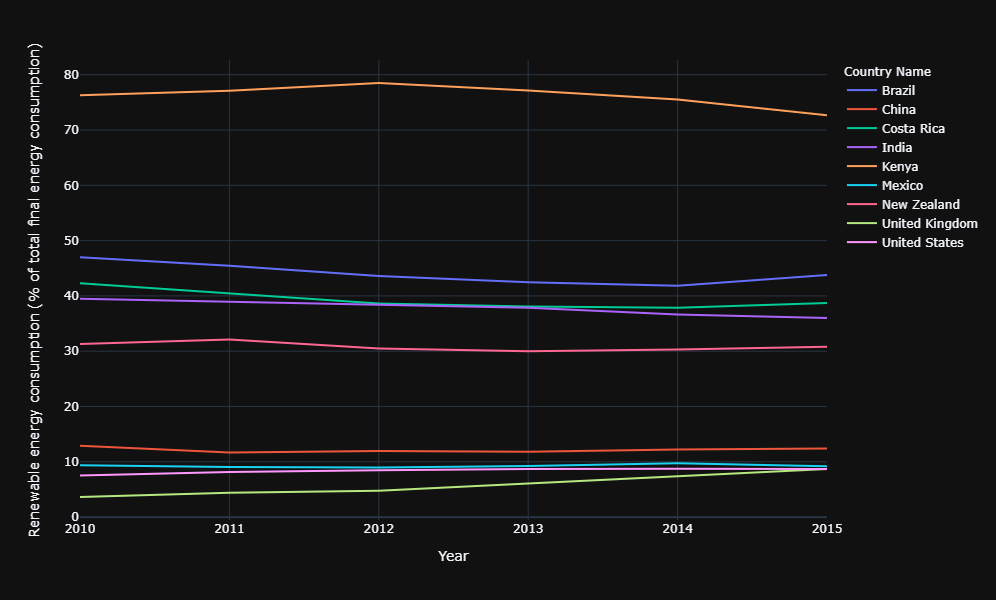 Renewable energy consumption (% of total final energy consumption)
80
70
60
50
40
30
20
10
0
2010 2011 2012 2013 2014 2015
Year
Country Name
Brazil
China
Costa Rica
India
Kenya
Mexico
New Zealand
United Kingdom
United States